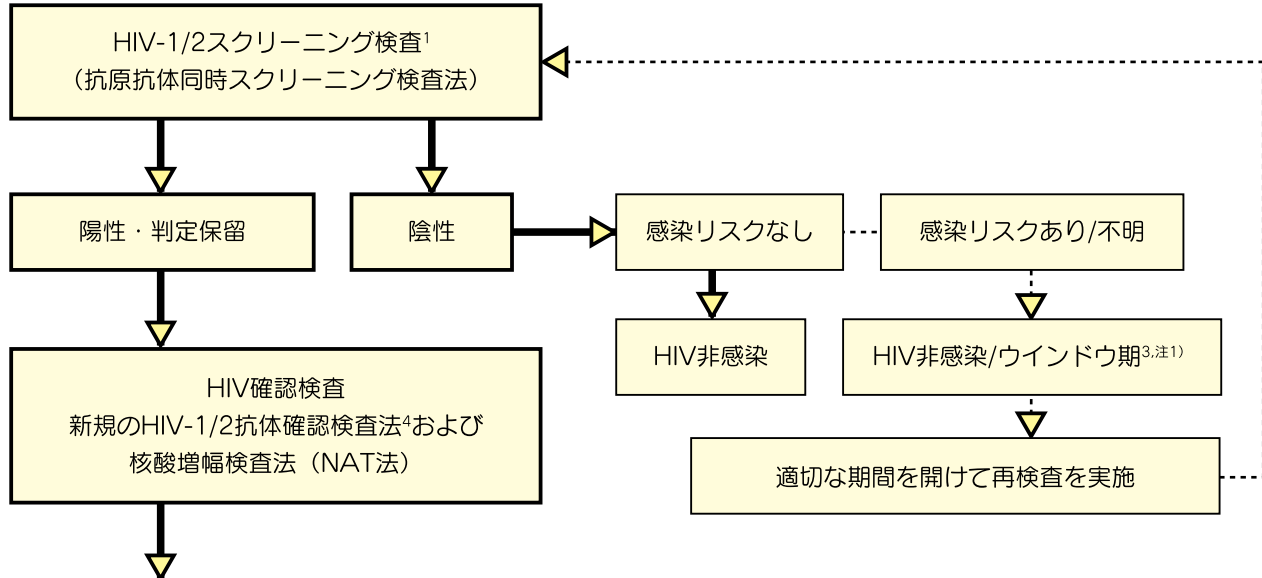 HIV-1/2スクリーニング検査1
（抗原抗体同時スクリーニング検査法）
陽性・判定保留
陰性
感染リスクなし
感染リスクあり/不明
HIV非感染
HIV非感染/ウインドウ期3,注1)
HIV確認検査
新規のHIV-1/2抗体確認検査法4および
核酸増幅検査法（NAT法）
適切な期間を開けて再検査を実施